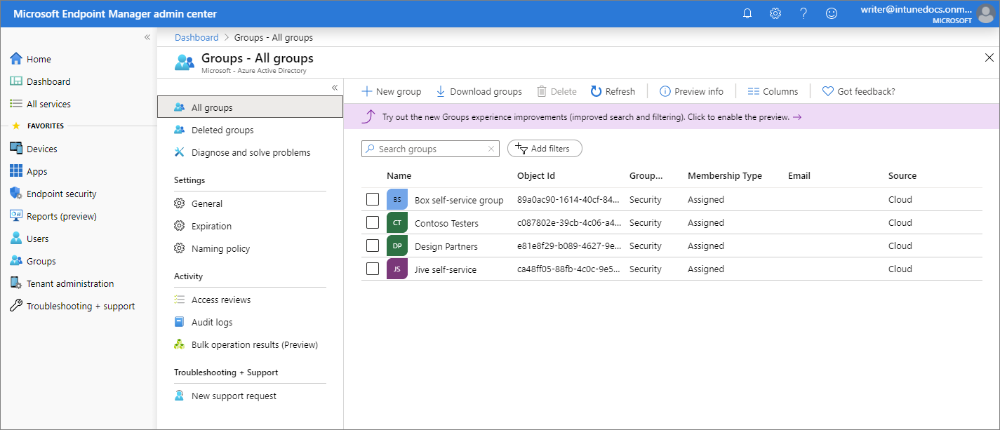 Microsoft Endpoint Manager admin center
writer@intunedocs.onm...
MICROSOFT
Home
Dashboard
All services
FAVORITES
Devices
Apps
Endpoint security
Reports (preview)
Users
Groups
Tenant administration
Troubleshooting + support
Dashboard > Groups - All groups
Groups - All groups
Microsoft - Azure Active Directory
All groups
Deleted groups
Diagnose and solve problems
Settings
General
Expiration
Naming policy
Activity
Access reviews
Audit logs
Bulk operation results (Preview)
Troubleshooting + Support
New support request
New group Download groups Delete Refresh Preview info Columns Got feedback?
Try out the new Groups experience improvements (improved search and filtering). Click to enable the preview. →
Search groups Add filters
Name Object Id Group... Membership Type Email Source
BS Box self-service group 89a0ac90-1614-40cf-84... Security Assigned Cloud
CT Contoso Testers c087802e-39cb-4c06-a4... Security Assigned Cloud
DP Design Partners e81e8f29-b089-4627-9e... Security Assigned Cloud
JS Jive self-service ca48ff05-88fb-4c0c-9e5... Security Assigned Cloud